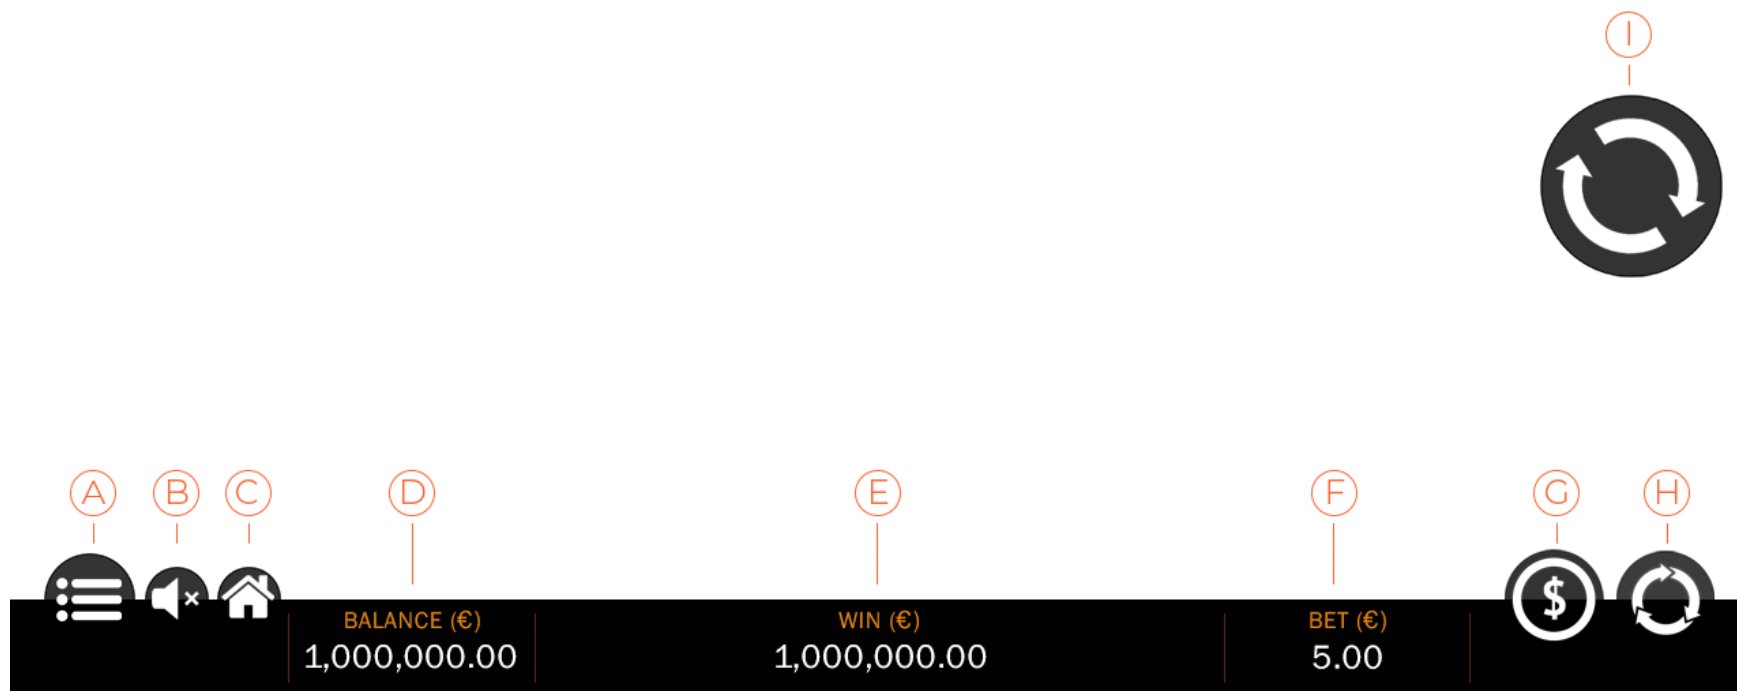 I
A B C D E F G H
BALANCE (€) WIN (€) BET (€)
1,000,000.00 1,000,000.00 5.00
$